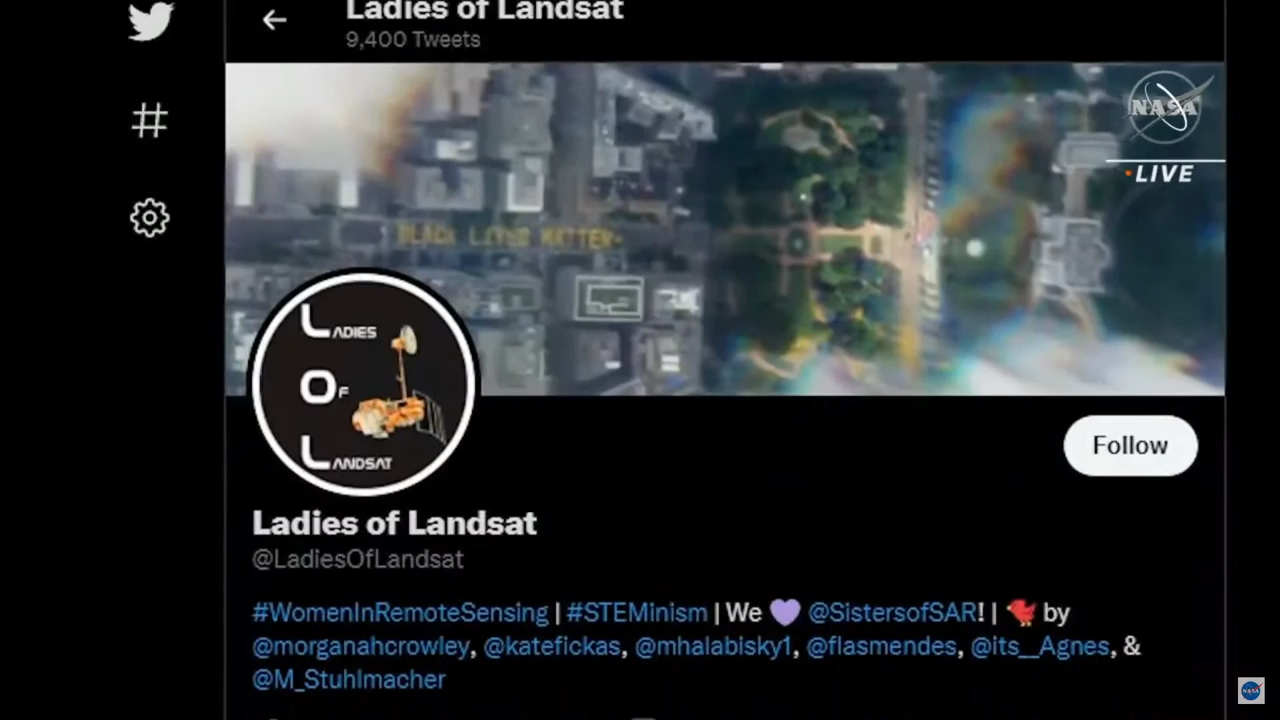 Ladies of Landsat
9,400 Tweets
NASA
LIVE
BLACK LIVES MATTER
LADIES
OF
LANDSAT
Follow
Ladies of Landsat
@LadiesOfLandsat
#WomenInRemoteSensing | #STEMinism | We 💜 @SistersofSAR! | 🐦 by
@morganahcrowley, @katefickas, @mhalabisky1, @flasmendes, @its__Agnes, &
@M_Stuhlmacher
NASA